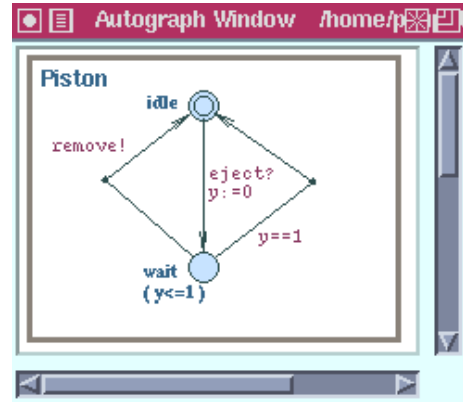 Autograph Window /home/p
Piston
idle
remove!
eject?
y:=0
y==1
wait
(y<=1)